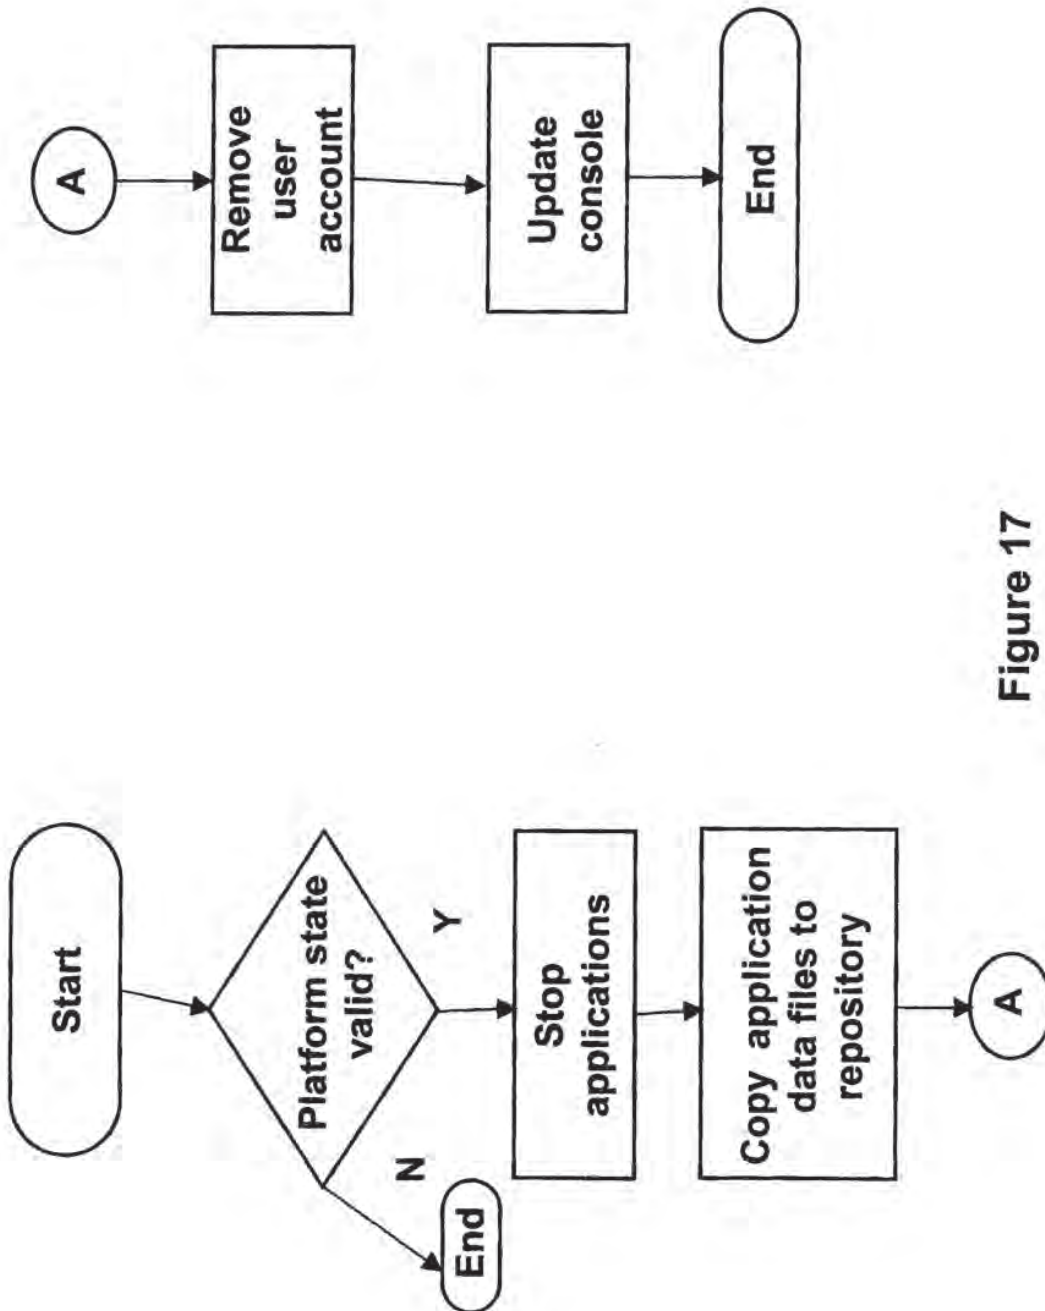 Start
Platform state
valid?
N
Y
End
Stop
applications
Copy application
data files to
repository
A
A
Remove
user
account
Update
console
End
Figure 17